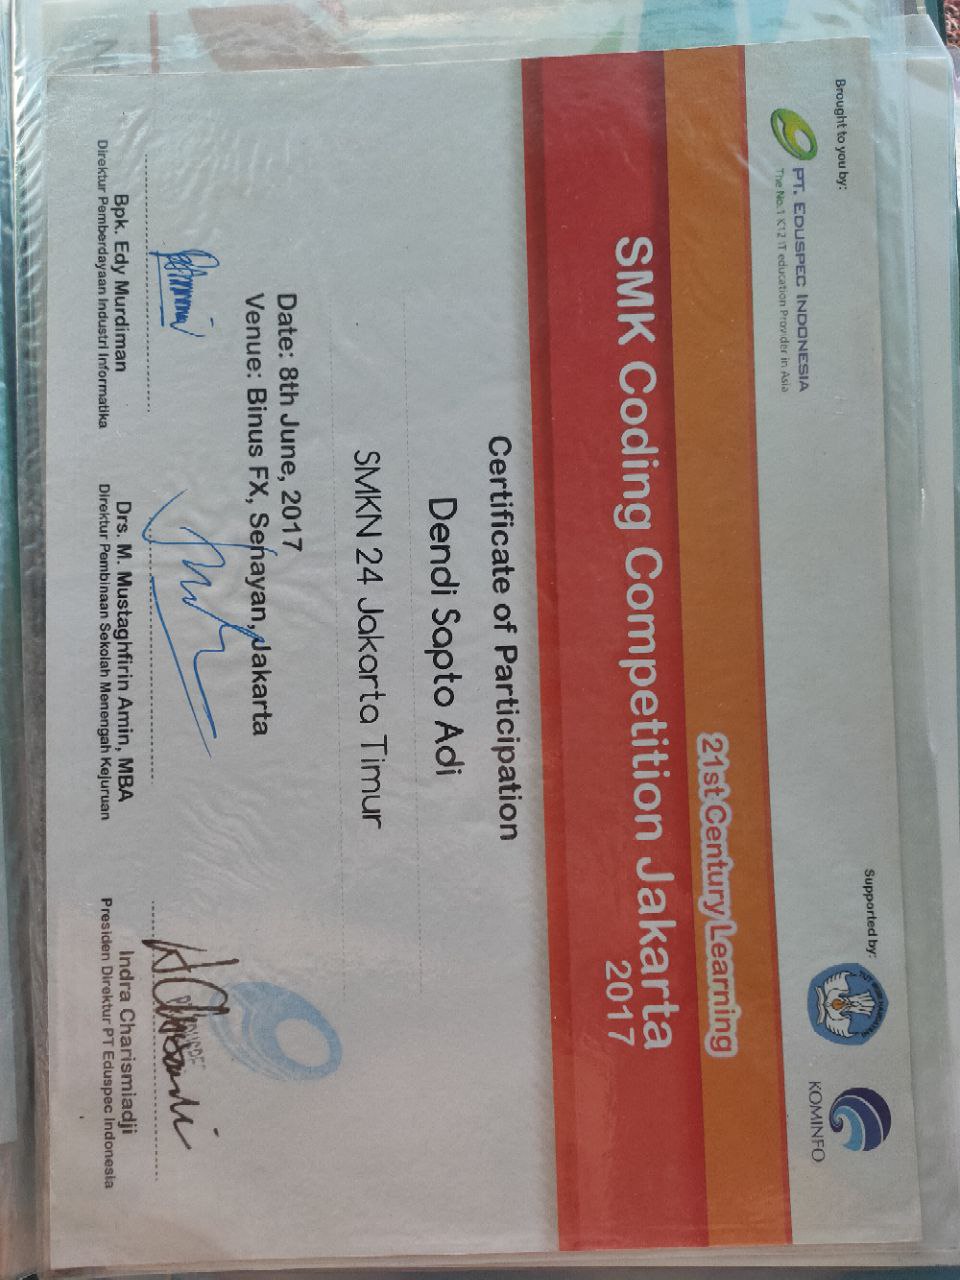 Brought to you by:
PT. EDUSPEC INDONESIA
The No.1 K12 IT education Provider in Asia
Supported by:
TUT WURI HANDAYANI
KOMINFO
21st Century Learning
SMK Coding Competition Jakarta
2017
Certificate of Participation
Dendi Sapto Adi
SMKN 24 Jakarta Timur
Date: 8th June, 2017
Venue: Binus FX, Senayan, Jakarta
Bpk. Edy Murdiman
Direktur Pemberdayaan Industri Informatika
Drs. M. Mustaghfirin Amin, MBA
Direktur Pembinaan Sekolah Menengah Kejuruan
Indra Charismiadji
Presiden Direktur PT Eduspec Indonesia